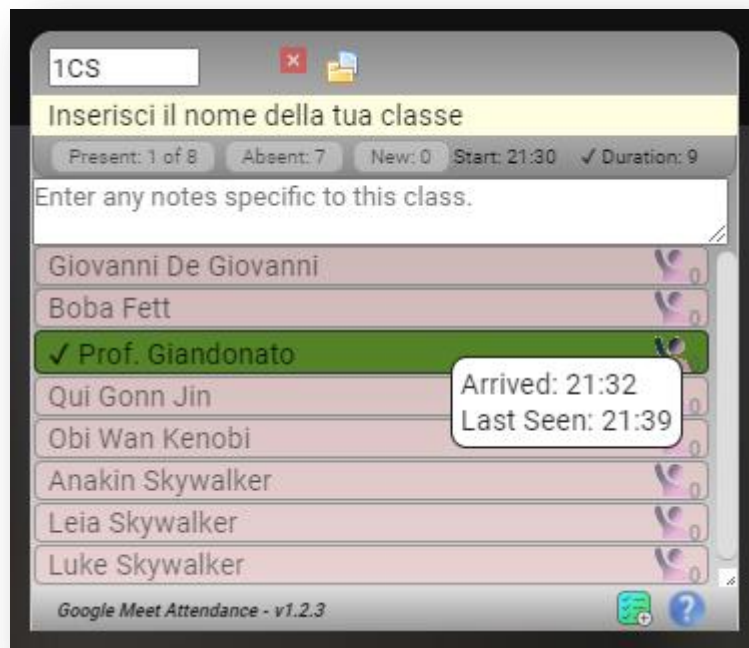 1CS
Inserisci il nome della tua classe
Present: 1 of 8 Absent: 7 New: 0 Start: 21:30 ✓ Duration: 9
Enter any notes specific to this class.
Giovanni De Giovanni 0
Boba Fett 0
✓ Prof. Giandonato
Arrived: 21:32
Last Seen: 21:39
Qui Gonn Jin 0
Obi Wan Kenobi 0
Anakin Skywalker 0
Leia Skywalker 0
Luke Skywalker 0
Google Meet Attendance - v1.2.3